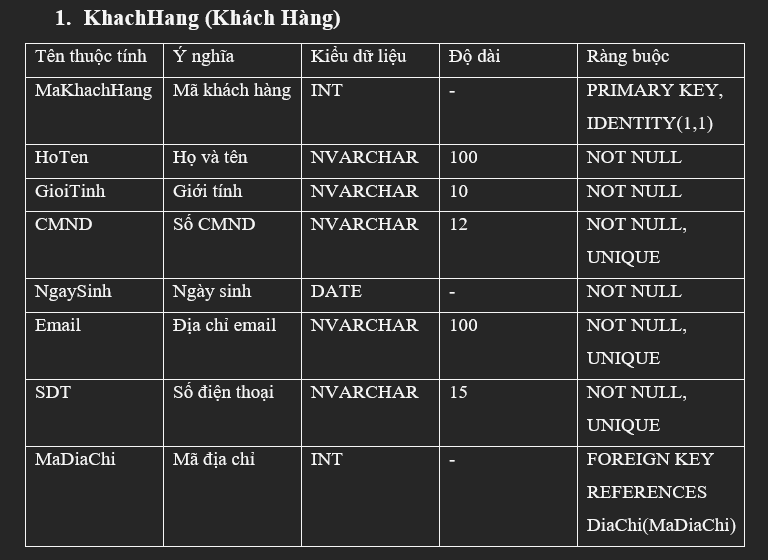 1. KhachHang (Khách Hàng)
Tên thuộc tính Ý nghĩa Kiểu dữ liệu Độ dài Ràng buộc
MaKhachHang Mã khách hàng INT - PRIMARY KEY,
IDENTITY(1,1)
HoTen Họ và tên NVARCHAR 100 NOT NULL
GioiTinh Giới tính NVARCHAR 10 NOT NULL
CMND Số CMND NVARCHAR 12 NOT NULL,
UNIQUE
NgaySinh Ngày sinh DATE - NOT NULL
Email Địa chỉ email NVARCHAR 100 NOT NULL,
UNIQUE
SDT Số điện thoại NVARCHAR 15 NOT NULL,
UNIQUE
MaDiaChi Mã địa chỉ INT - FOREIGN KEY
REFERENCES
DiaChi(MaDiaChi)